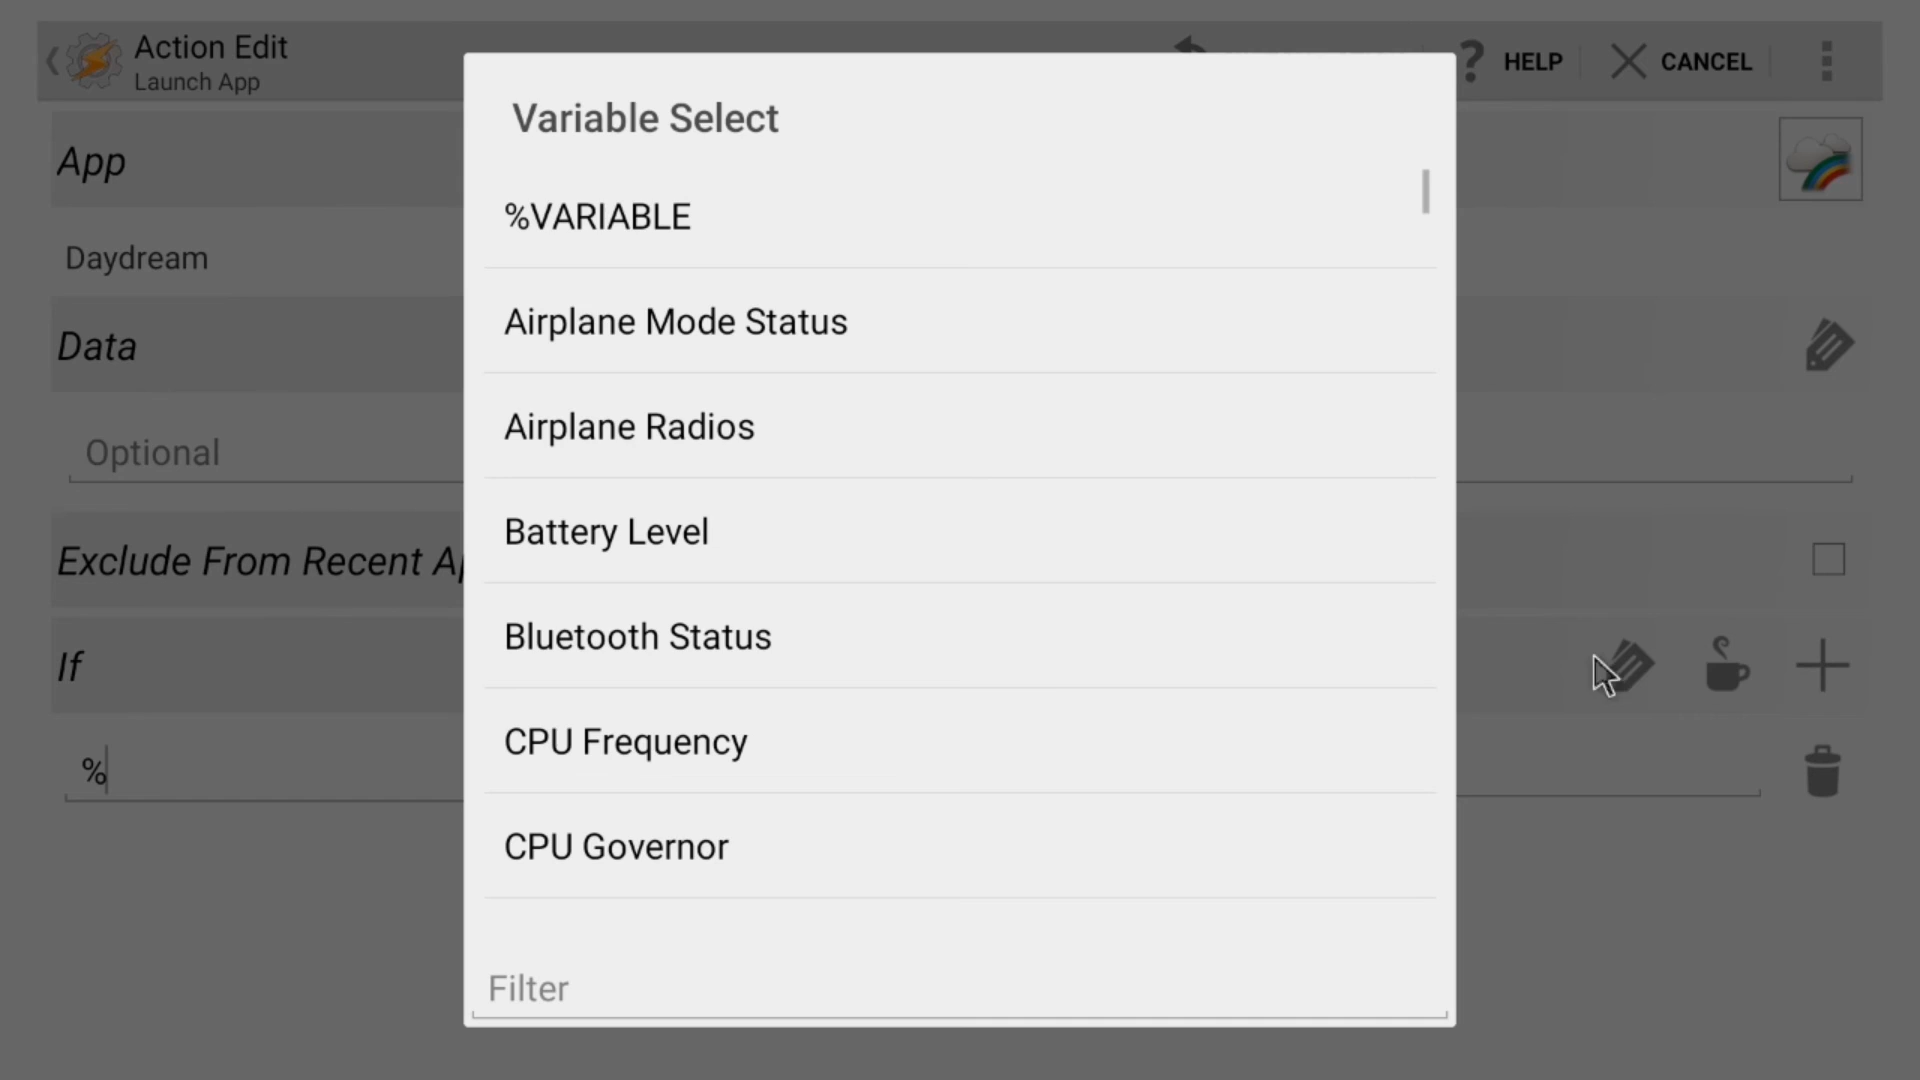 Action Edit
Launch App
HELP
CANCEL
App
Daydream
Data
Optional
Exclude From Recent
If
%
Variable Select
%VARIABLE
Airplane Mode Status
Airplane Radios
Battery Level
Bluetooth Status
CPU Frequency
CPU Governor
Filter